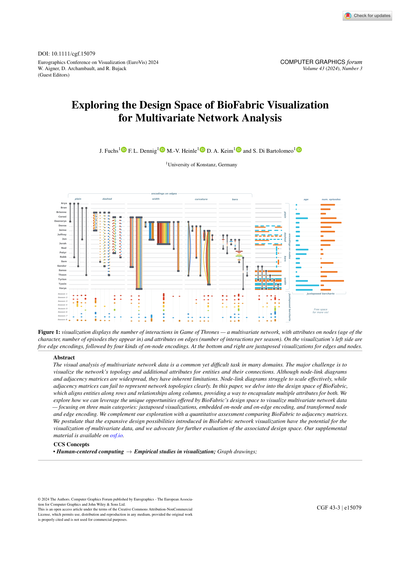 Check for updates
DOI: 10.1111/cgf.15079
Eurographics Conference on Visualization (EuroVis) 2024
W. Aigner, D. Archambault, and R. Bujack
(Guest Editors)
COMPUTER GRAPHICS forum
Volume 43 (2024), Number 3
Exploring the Design Space of BioFabric Visualization
for Multivariate Network Analysis
J. Fuchs1 F. L. Dennig1 M.-V. Heinle1 D. A. Keim1 and S. Di Bartolomeo1
1University of Konstanz, Germany
Figure 1: visualization displays the number of interactions in Game of Thrones — a multivariate network, with attributes on nodes (age of the
character, number of episodes they appear in) and attributes on edges (number of interactions per season). On the visualization's left side are
five edge encodings, followed by four kinds of on-node encodings. At the bottom and right are juxtaposed visualizations for edges and nodes.
Abstract
The visual analysis of multivariate network data is a common yet difficult task in many domains. The major challenge is to
visualize the network's topology and additional attributes for entities and their connections. Although node-link diagrams
and adjacency matrices are widespread, they have inherent limitations. Node-link diagrams struggle to scale effectively, while
adjacency matrices can fail to represent network topologies clearly. In this paper, we delve into the design space of BioFabric,
which aligns entities along rows and relationships along columns, providing a way to encapsulate multiple attributes for both. We
explore how we can leverage the unique opportunities offered by BioFabric's design space to visualize multivariate network data
— focusing on three main categories: juxtaposed visualizations, embedded on-node and on-edge encoding, and transformed node
and edge encoding. We complement our exploration with a quantitative assessment comparing BioFabric to adjacency matrices.
We postulate that the expansive design possibilities introduced in BioFabric network visualization have the potential for the
visualization of multivariate data, and we advocate for further evaluation of the associated design space. Our supplemental
material is available on osf.io.
CCS Concepts
• Human-centered computing → Empirical studies in visualization; Graph drawings;
© 2024 The Authors. Computer Graphics Forum published by Eurographics - The European Associa-
tion for Computer Graphics and John Wiley & Sons Ltd.
This is an open access article under the terms of the Creative Commons Attribution-NonCommercial
License, which permits use, distribution and reproduction in any medium, provided the original work
is properly cited and is not used for commercial purposes.
CGF 43-3 | e15079